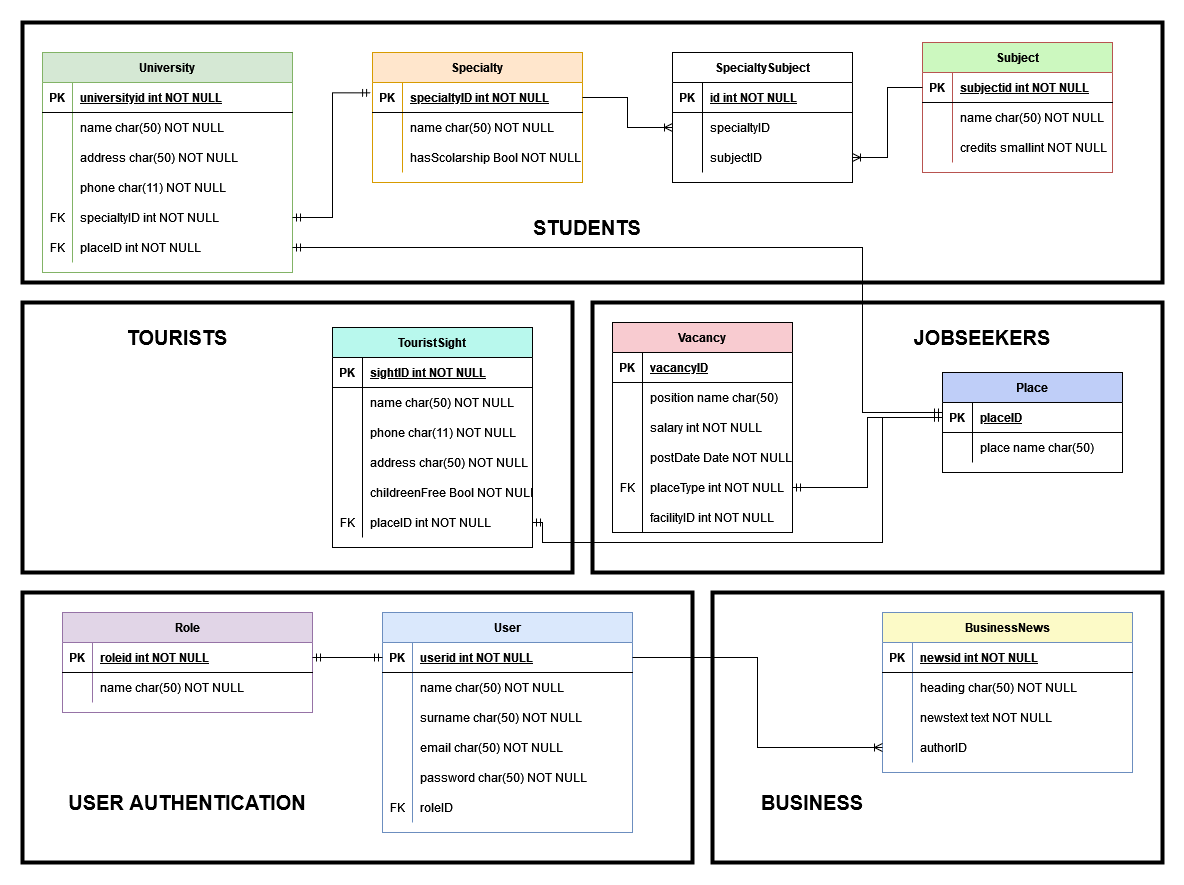 University
PK universityid int NOT NULL
name char(50) NOT NULL
address char(50) NOT NULL
phone char(11) NOT NULL
FK specialtyID int NOT NULL
FK placeID int NOT NULL
Specialty
PK specialtyID int NOT NULL
name char(50) NOT NULL
hasScolarship Bool NOT NULL
SpecialtySubject
PK id int NOT NULL
specialtyID
subjectID
Subject
PK subjectid int NOT NULL
name char(50) NOT NULL
credits smallint NOT NULL
STUDENTS
TOURISTS
TouristSight
PK sightID int NOT NULL
name char(50) NOT NULL
phone char(11) NOT NULL
address char(50) NOT NULL
childreenFree Bool NOT NUL
FK placeID int NOT NULL
Vacancy
PK vacancyID
position name char(50)
salary int NOT NULL
postDate Date NOT NULL
FK placeType int NOT NULL
facilityID int NOT NULL
JOBSEEKERS
Place
PK placeID
place name char(50)
Role
PK roleid int NOT NULL
name char(50) NOT NULL
User
PK userid int NOT NULL
name char(50) NOT NULL
surname char(50) NOT NULL
email char(50) NOT NULL
password char(50) NOT NULL
FK roleID
USER AUTHENTICATION
BusinessNews
PK newsid int NOT NULL
heading char(50) NOT NULL
newstext text NOT NULL
authorID
BUSINESS